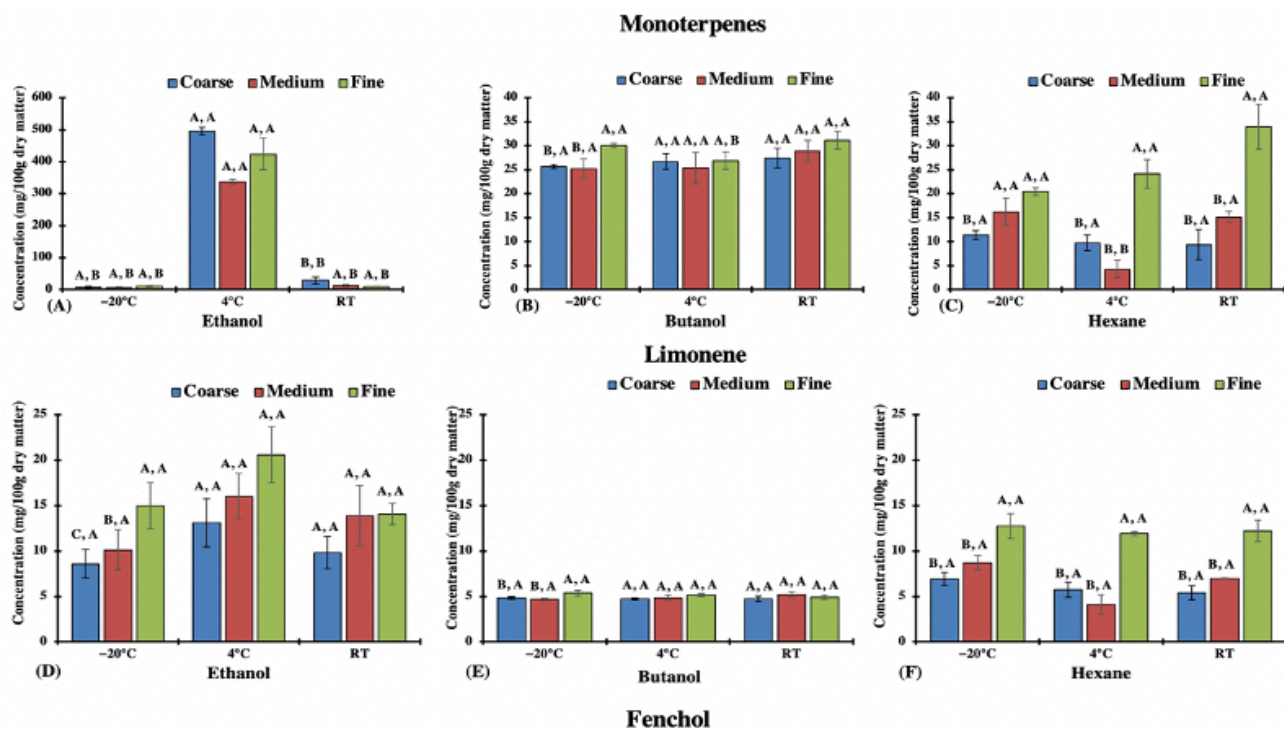 Monoterpenes
Coarse Medium Fine
Concentration (mg/100g dry matter)
600
500
400
300
200
100
0
A, A
A, A
A, A
A, B A, B A, B
B, B
A, B
A, B
(A)
−20°C 4°C RT
Ethanol
Coarse Medium Fine
Concentration (mg/100g dry matter)
40
35
30
25
20
15
10
5
0
B, A B, A A, A
A, A A, A A, B
A, A A, A A, A
(B)
−20°C 4°C RT
Butanol
Coarse Medium Fine
Concentration (mg/100g dry matter)
40
35
30
25
20
15
10
5
0
B, A A, A A, A
B, A B, B A, A
B, A B, A A, A
(C)
−20°C 4°C RT
Hexane
Limonene
Coarse Medium Fine
Concentration (mg/100g dry matter)
25
20
15
10
5
0
C, A B, A A, A
A, A A, A A, A
A, A A, A A, A
(D)
−20°C 4°C RT
Ethanol
Coarse Medium Fine
Concentration (mg/100g dry matter)
25
20
15
10
5
0
B, A B, A A, A
A, A A, A A, A
A, A A, A A, A
(E)
−20°C 4°C RT
Butanol
Coarse Medium Fine
Concentration (mg/100g dry matter)
25
20
15
10
5
0
B, A B, A A, A
B, A B, A A, A
B, A B, A A, A
(F)
−20°C 4°C RT
Hexane
Fenchol